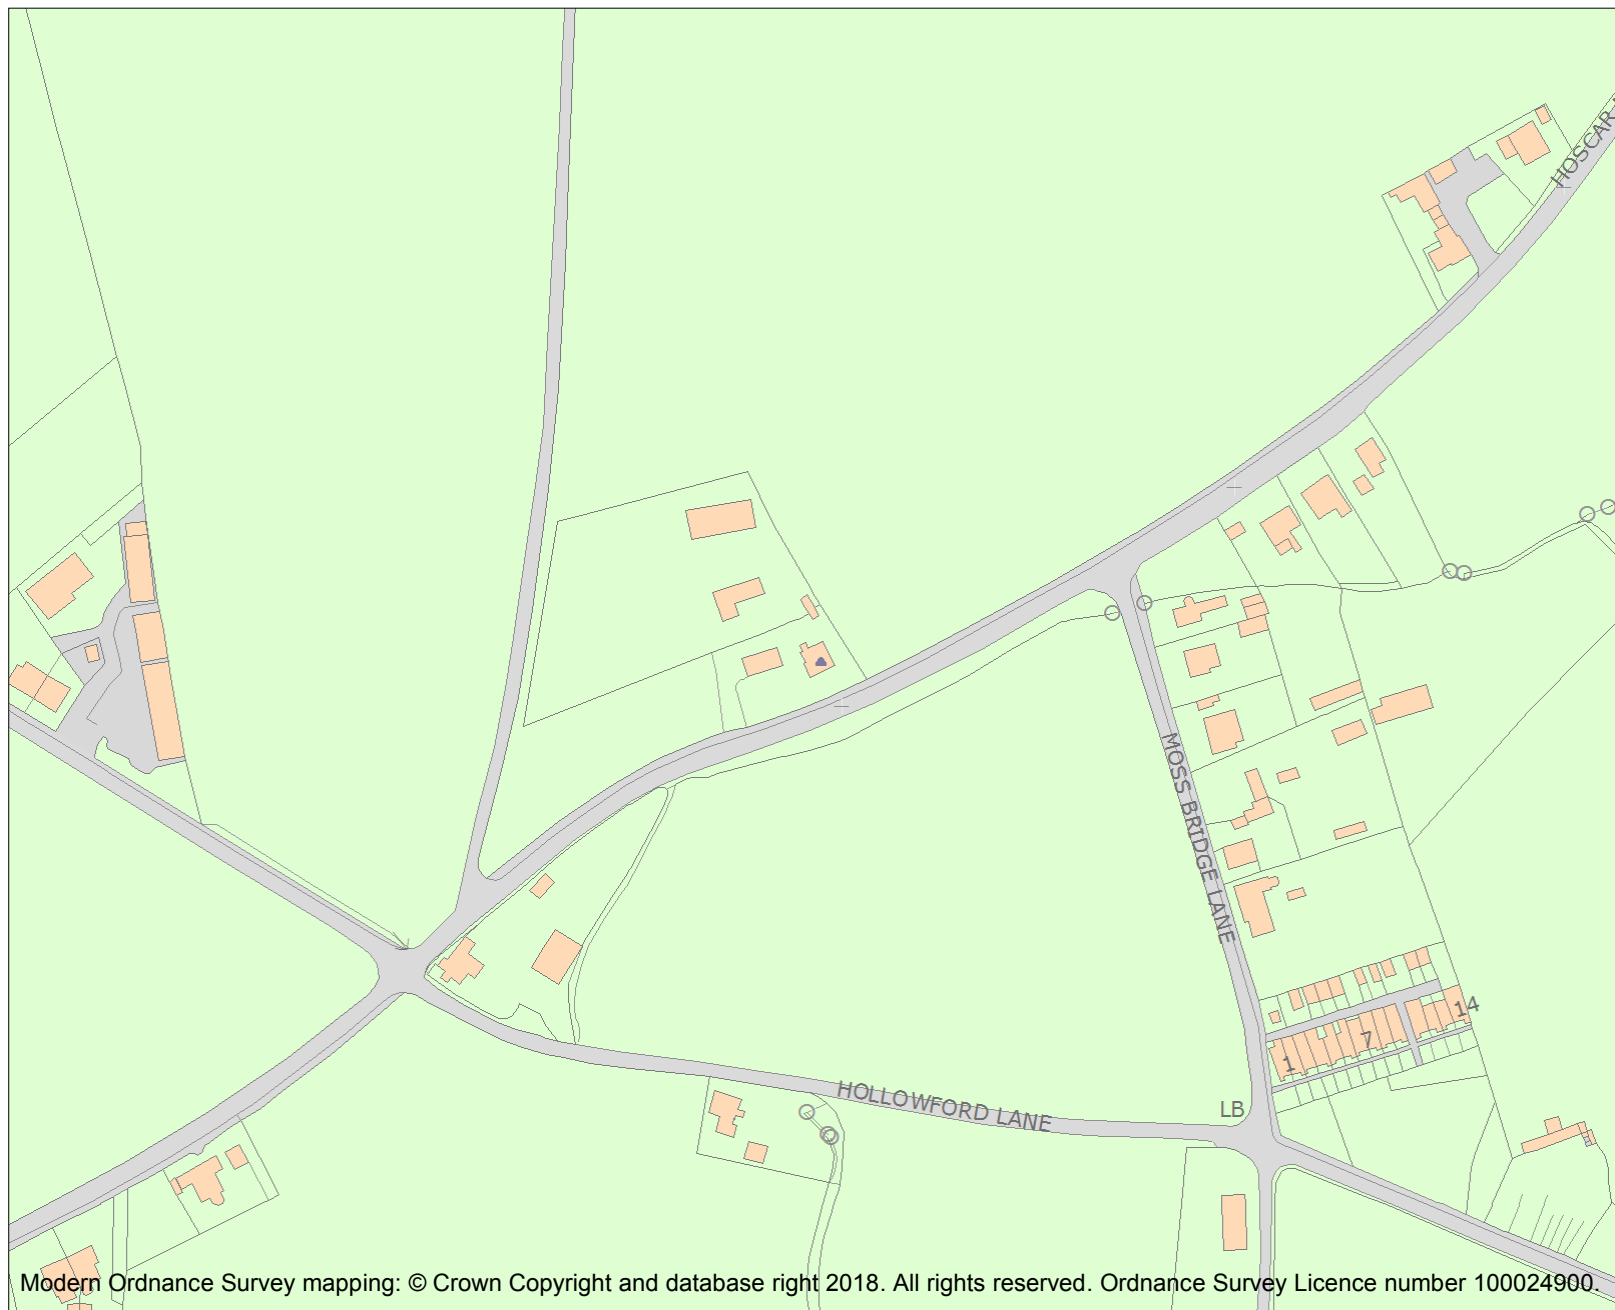 HOSCAR
MOSS BRIDGE LANE
14
7
1
HOLLOWFORD LANE
LB
Modern Ordnance Survey mapping: © Crown Copyright and database right 2018. All rights reserved. Ordnance Survey Licence number 100024900.